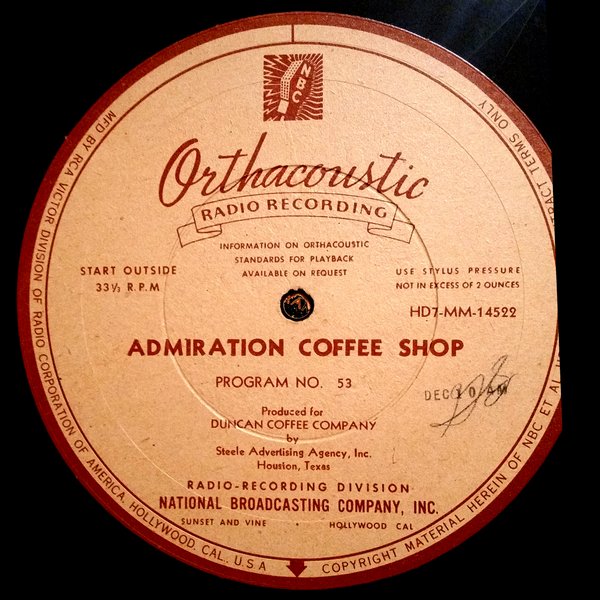 NBC
Orthacoustic
RADIO RECORDING
INFORMATION ON ORTHACOUSTIC
STANDARDS FOR PLAYBACK
AVAILABLE ON REQUEST
START OUTSIDE
33⅓ R.P.M
USE STYLUS PRESSURE
NOT IN EXCESS OF 2 OUNCES
HD7-MM-14522
ADMIRATION COFFEE SHOP
PROGRAM NO. 53
DEC 10 AM
Produced for
DUNCAN COFFEE COMPANY
by
Steele Advertising Agency, Inc.
Houston, Texas
RADIO-RECORDING DIVISION
NATIONAL BROADCASTING COMPANY, INC.
SUNSET AND VINE • HOLLYWOOD CAL
MFD BY RCA VICTOR DIVISION OF RADIO CORPORATION OF AMERICA, HOLLYWOOD, CAL., U.S.A
COPYRIGHT MATERIAL HEREIN OF NBC ET AL
TERMS ONLY